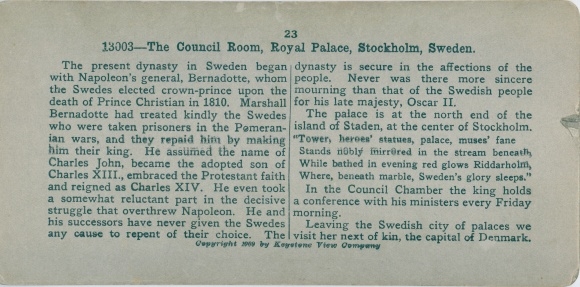 23
13003—The Council Room, Royal Palace, Stockholm, Sweden.
The present dynasty in Sweden began
with Napoleon's general, Bernadotte, whom
the Swedes elected crown-prince upon the
death of Prince Christian in 1810. Marshall
Bernadotte had treated kindly the Swedes
who were taken prisoners in the Pomeran-
ian wars, and they repaid him by making
him their king. He assumed the name of
Charles John, became the adopted son of
Charles XIII., embraced the Protestant faith
and reigned as Charles XIV. He even took
a somewhat reluctant part in the decisive
struggle that overthrew Napoleon. He and
his successors have never given the Swedes
any cause to repent of their choice. The
dynasty is secure in the affections of the
people. Never was there more sincere
mourning than that of the Swedish people
for his late majesty, Oscar II.
The palace is at the north end of the
island of Staden, at the center of Stockholm.
"Tower, heroes' statues, palace, muses' fane
Stands nobly mirrored in the stream beneath,
While bathed in evening red glows Riddarholm,
Where, beneath marble, Sweden's glory sleeps."
In the Council Chamber the king holds
a conference with his ministers every Friday
morning.
Leaving the Swedish city of palaces we
visit her next of kin, the capital of Denmark.
Copyright 1909 by Keystone View Company